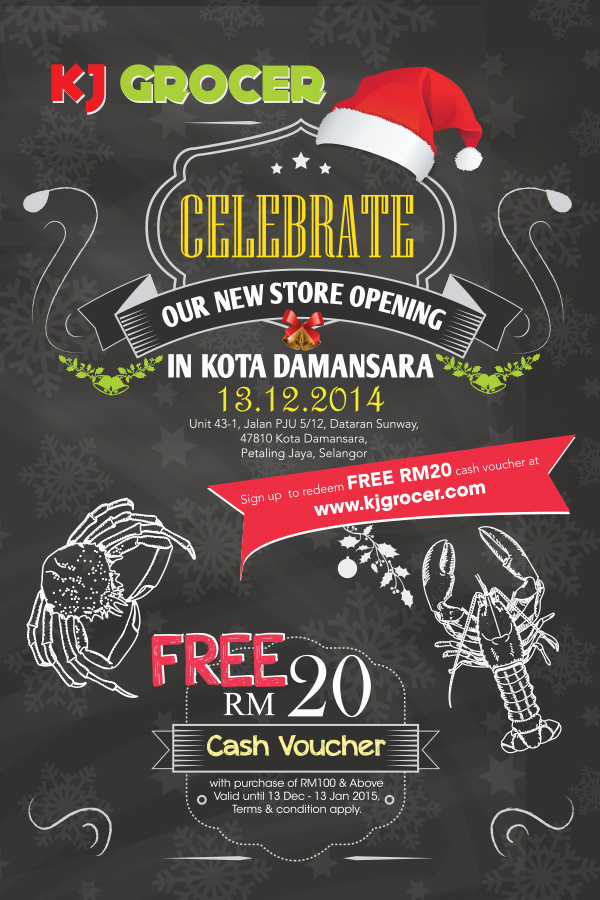 KJ GROCER
CELEBRATE
OUR NEW STORE OPENING
IN KOTA DAMANSARA
13.12.2014
Unit 43-1, Jalan PJU 5/12, Dataran Sunway,
47810 Kota Damansara,
Petaling Jaya, Selangor
Sign up to redeem FREE RM20 cash voucher at
www.kjgrocer.com
FREE
RM 20
Cash Voucher
with purchase of RM100 & Above
Valid until 13 Dec - 13 Jan 2015.
Terms & condition apply.